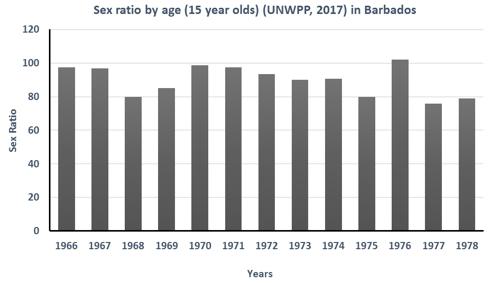 Sex ratio by age (15 year olds) (UNWPP, 2017) in Barbados
120
100
80
60
40
20
0
Sex Ratio
1966 1967 1968 1969 1970 1971 1972 1973 1974 1975 1976 1977 1978
Years